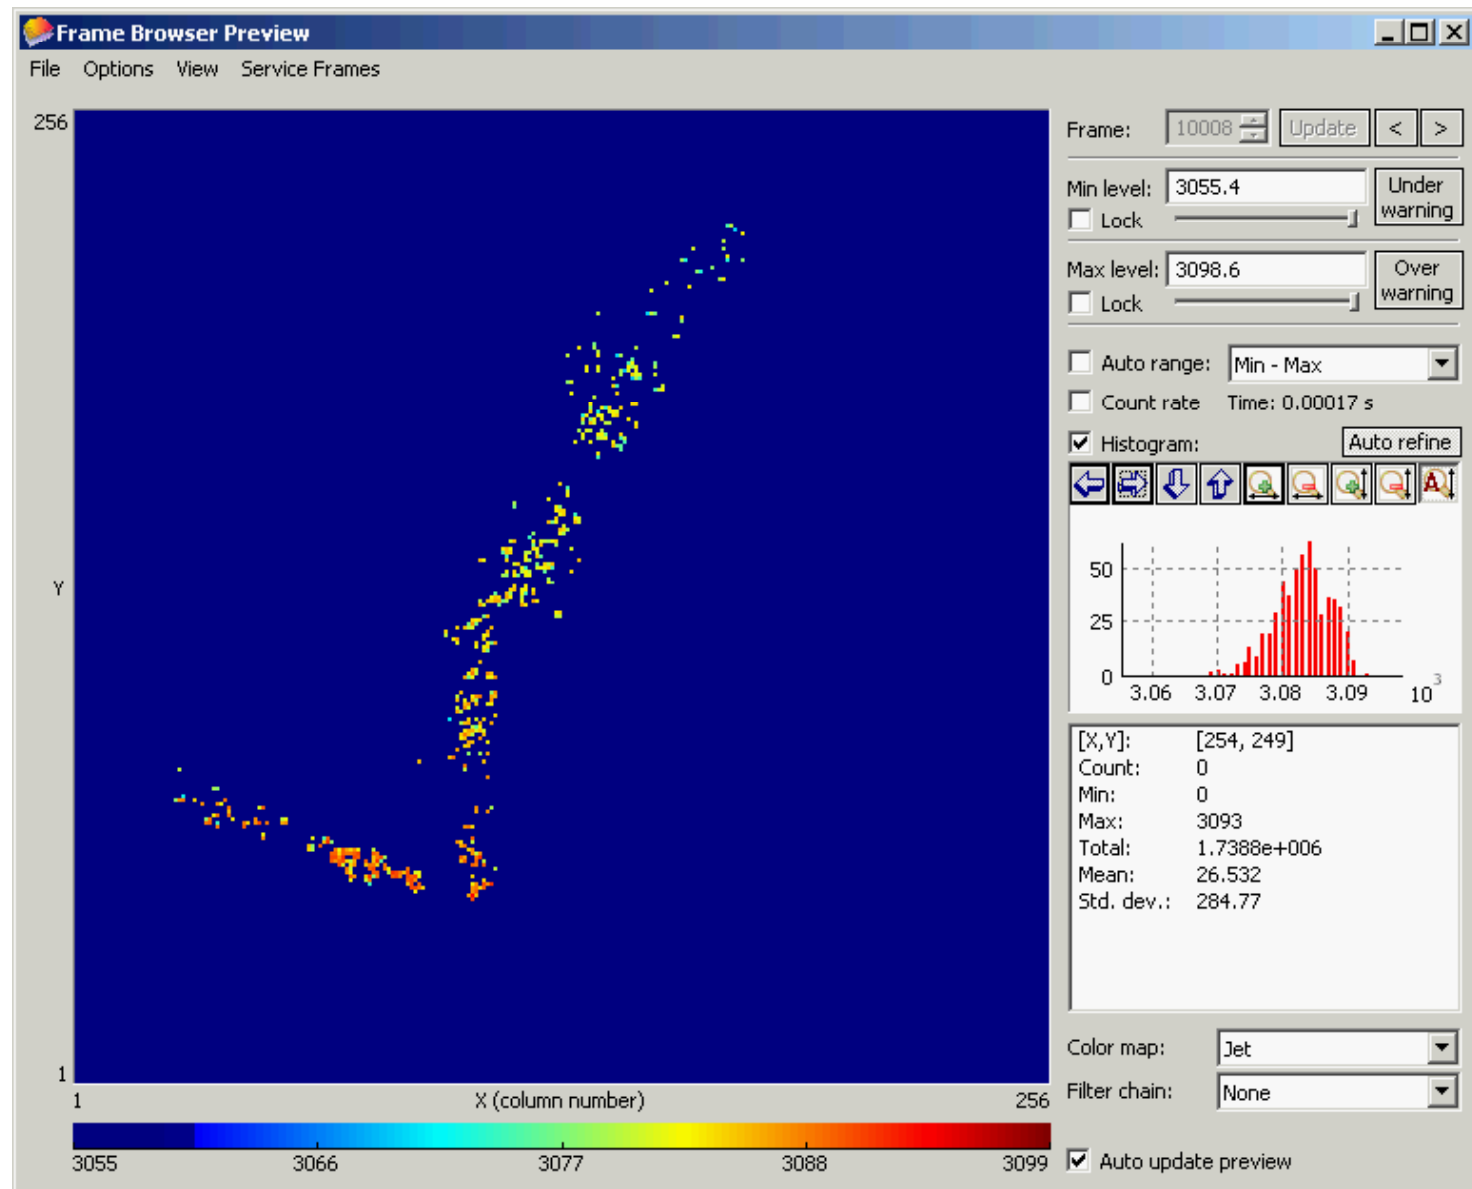 Frame Browser Preview
File Options View Service Frames
256
Y
1
1 X (column number) 256
3055 3066 3077 3088 3099
Frame: 10008 Update < >
Min level: 3055.4 Under warning
Lock
Max level: 3098.6 Over warning
Lock
Auto range: Min - Max
Count rate Time: 0.00017 s
Histogram: Auto refine
A
50
25
0
3.06 3.07 3.08 3.09 10 3
[X,Y]: [254, 249]
Count: 0
Min: 0
Max: 3093
Total: 1.7388e+006
Mean: 26.532
Std. dev.: 284.77
Color map: Jet
Filter chain: None
Auto update preview